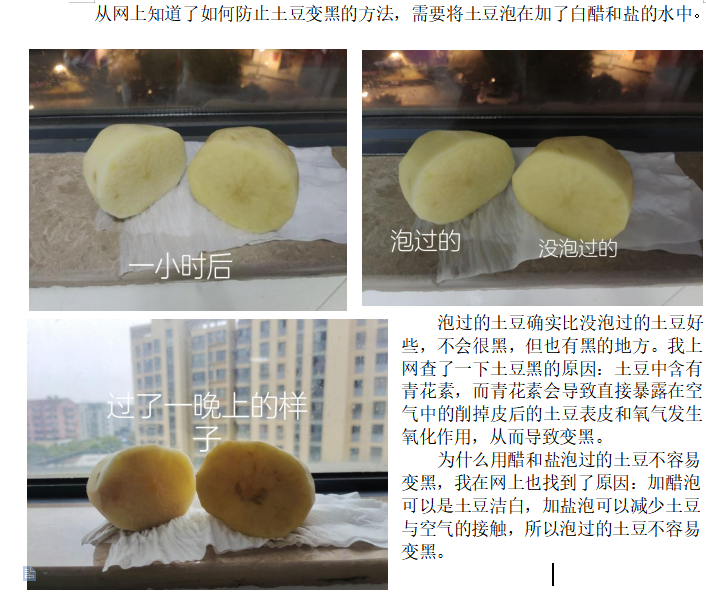 从网上知道了如何防止土豆变黑的方法，需要将土豆泡在加了白醋和盐的水中。
一小时后
泡过的
没泡过的
过了一晚上的样
子
泡过的土豆确实比没泡过的土豆好
些，不会很黑，但也有黑的地方。我上
网查了一下土豆黑的原因：土豆中含有
青花素，而青花素会导致直接暴露在空
气中的削掉皮后的土豆表皮和氧气发生
氧化作用，从而导致变黑。
为什么用醋和盐泡过的土豆不容易
变黑，我在网上也找到了原因：加醋泡
可以是土豆洁白，加盐泡可以减少土豆
与空气的接触，所以泡过的土豆不容易
变黑。